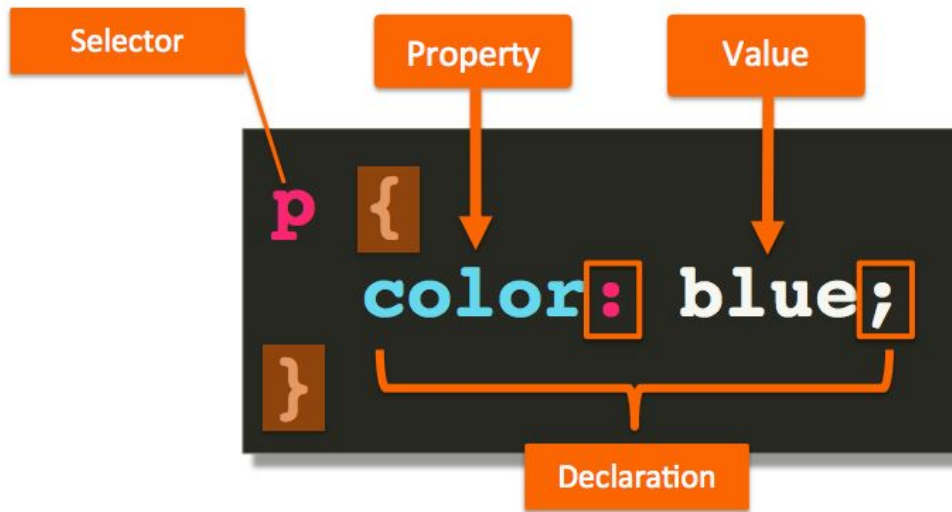 Selector
Property
Value
p {
color: blue;
}
Declaration